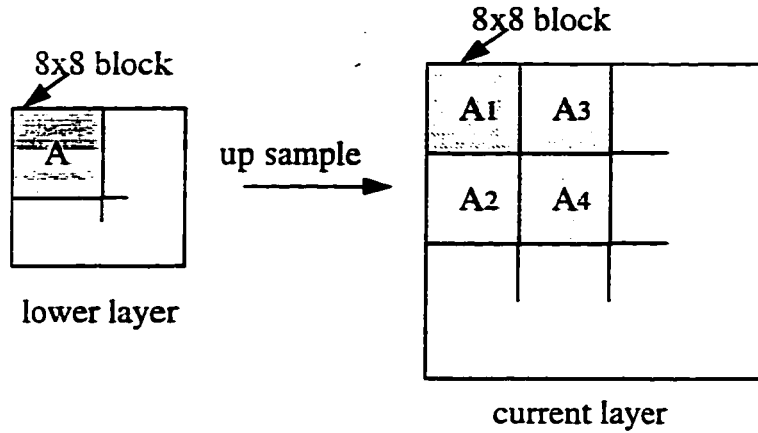 8x8 block
8x8 block
A1 A3
A
up sample
A2 A4
lower layer
current layer